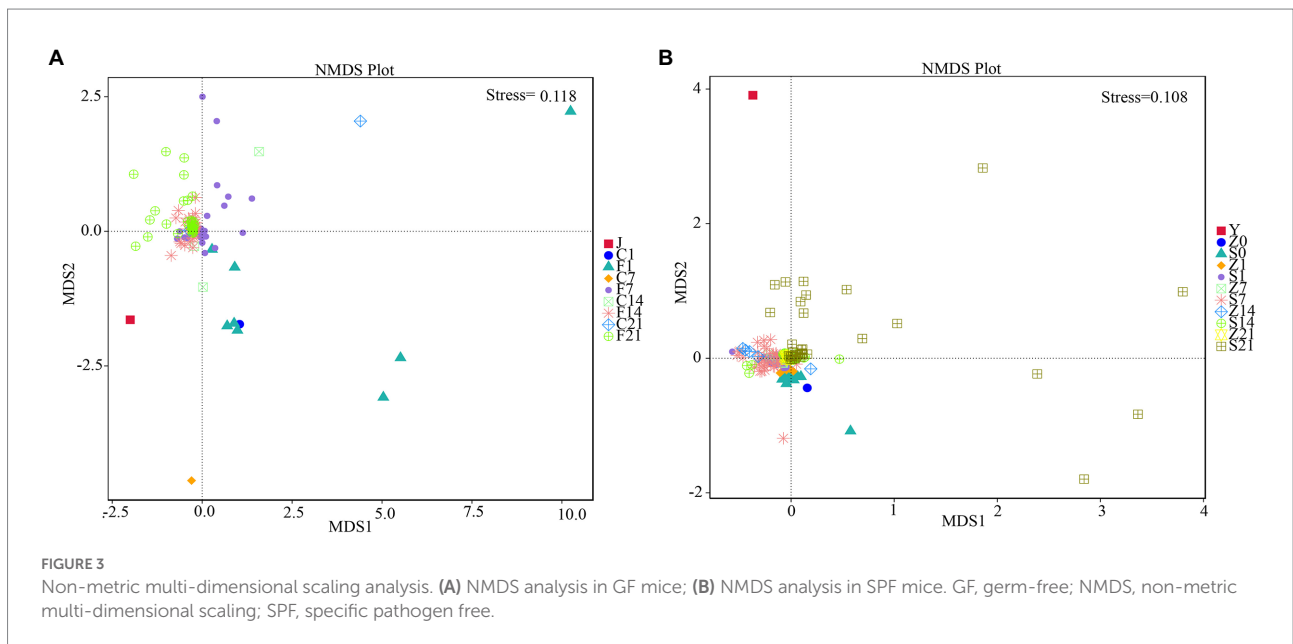 A
NMDS Plot
Stress= 0.118
2.5
0.0
-2.5
MDS2
-2.5
0.0
2.5
5.0
7.5
10.0
MDS1
J
C1
F1
C7
F7
C14
F14
C21
F21
B
NMDS Plot
Stress=0.108
4
2
0
-2
MDS2
0
1
2
3
4
MDS1
Y
Z0
S0
Z1
S1
Z7
S7
Z14
S14
Z21
S21
FIGURE 3
Non-metric multi-dimensional scaling analysis. (A) NMDS analysis in GF mice; (B) NMDS analysis in SPF mice. GF, germ-free; NMDS, non-metric
multi-dimensional scaling; SPF, specific pathogen free.